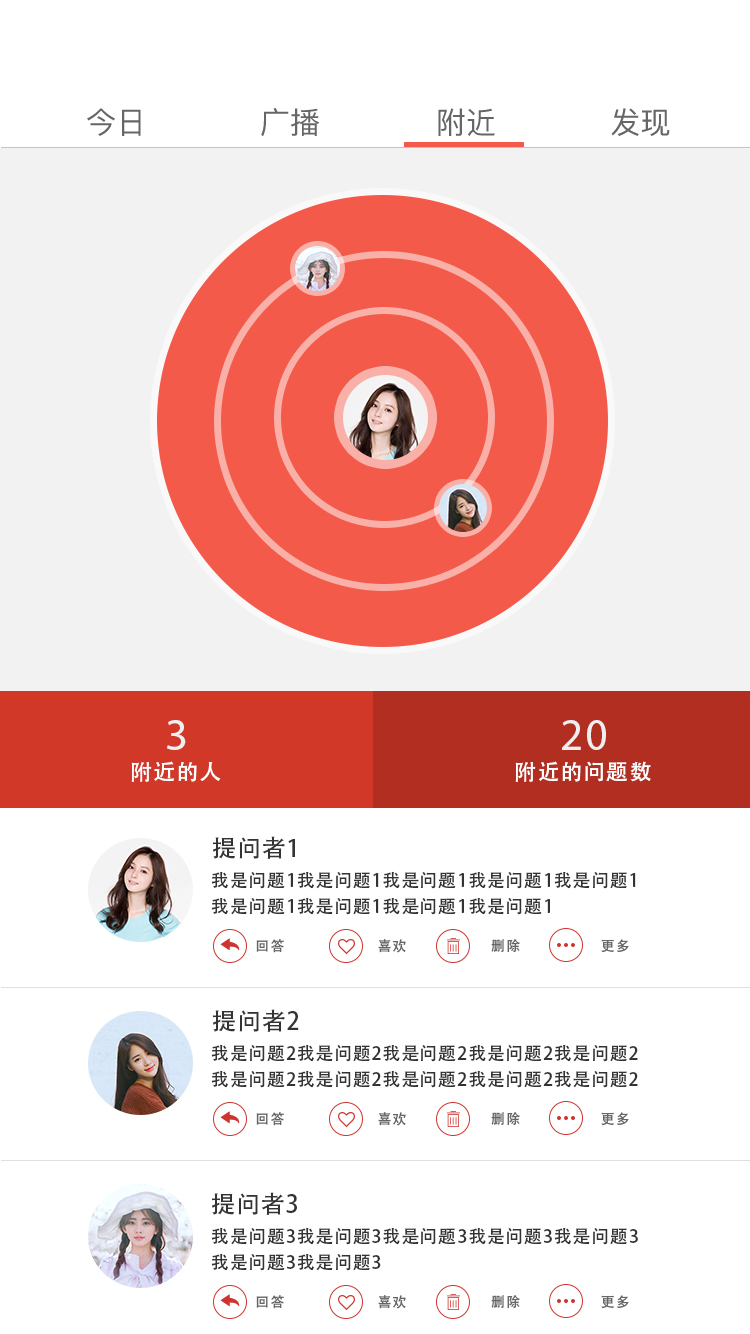 今日 广播 附近 发现
3 20
附近的人 附近的问题数
提问者1
我是问题1我是问题1我是问题1我是问题1我是问题1
我是问题1我是问题1我是问题1我是问题1
回答 喜欢 删除 更多
提问者2
我是问题2我是问题2我是问题2我是问题2我是问题2
我是问题2我是问题2我是问题2我是问题2我是问题2
回答 喜欢 删除 更多
提问者3
我是问题3我是问题3我是问题3我是问题3我是问题3
我是问题3我是问题3
回答 喜欢 删除 更多